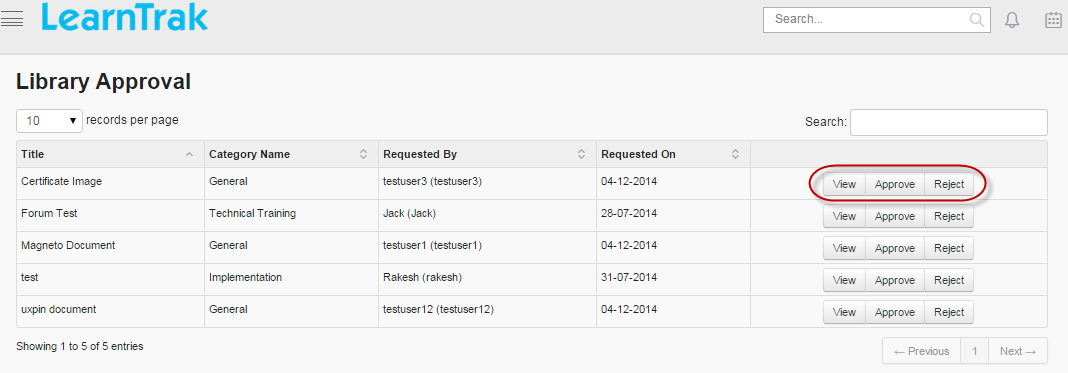 LearnTrak Search...
Library Approval
10 records per page Search:
Title Category Name Requested By Requested On
Certificate Image General testuser3 (testuser3) 04-12-2014 View Approve Reject
Forum Test Technical Training Jack (Jack) 28-07-2014 View Approve Reject
Magneto Document General testuser1 (testuser1) 04-12-2014 View Approve Reject
test Implementation Rakesh (rakesh) 31-07-2014 View Approve Reject
uxpin document General testuser12 (testuser12) 04-12-2014 View Approve Reject
Showing 1 to 5 of 5 entries ← Previous 1 Next →